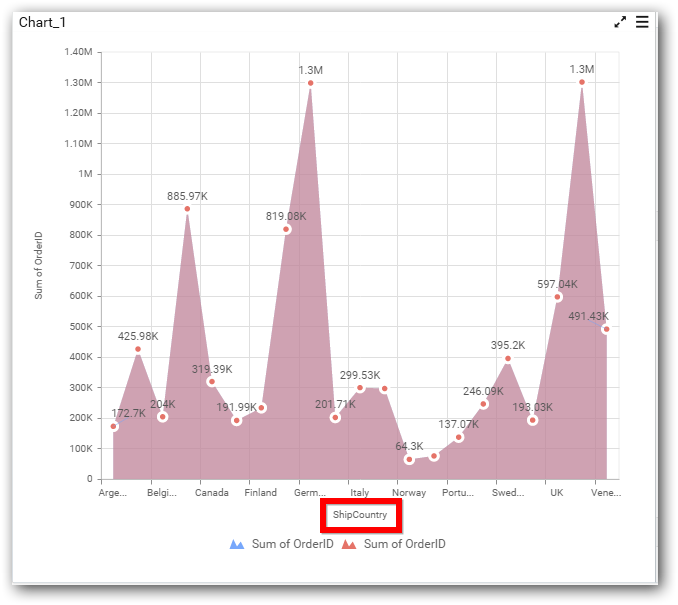 Chart_1
1.40M
1.30M
1.20M
1.10M
1M
900K
800K
700K
600K
500K
400K
300K
200K
100K
0
Sum of OrderID
172.7K
425.98K
204K
885.97K
319.39K
191.99K
819.08K
1.3M
201.71K
299.53K
64.3K
137.07K
246.09K
395.2K
193.03K
597.04K
1.3M
491.43K
Arge... Belgi... Canada Finland Germ... Italy Norway Portu... Swed... UK Vene...
ShipCountry
Sum of OrderID Sum of OrderID